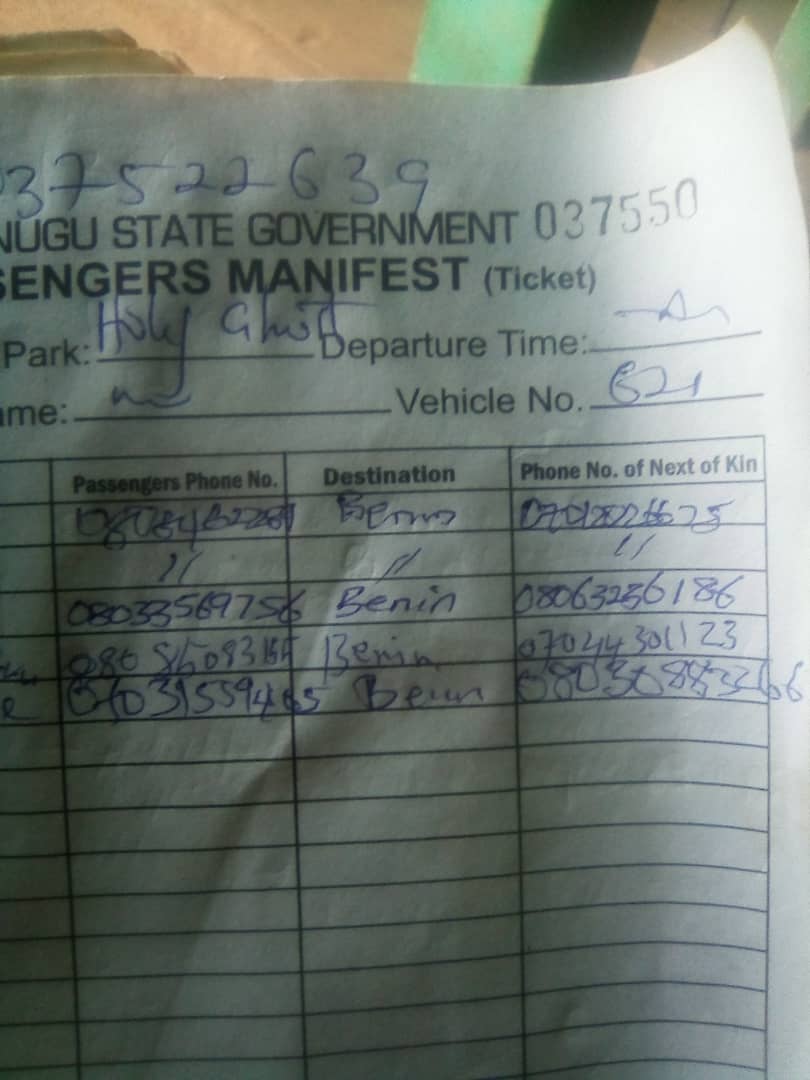 37522639
NUGU STATE GOVERNMENT 037550
SENGERS MANIFEST (Ticket)
Park: Holy Ghost Departure Time:
ame: Vehicle No. 621
Passengers Phone No. Destination Phone No. of Next of Kin
Benin
// // //
08033569756 Benin 08063236186
Benin 07044301123
Benin